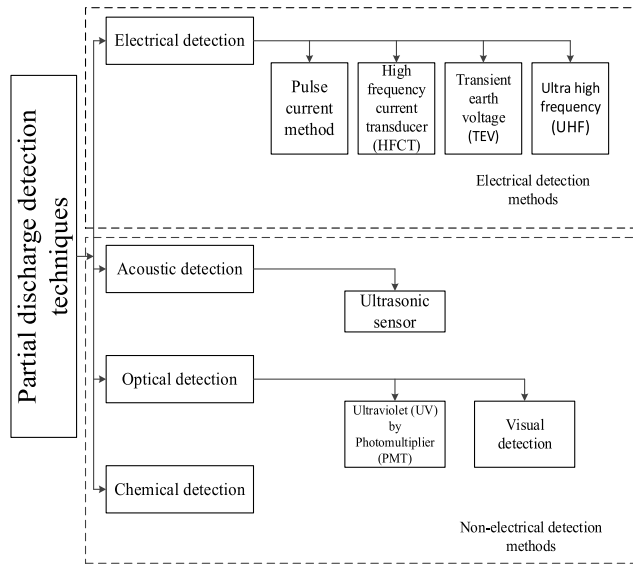 Partial discharge detection
techniques
Electrical detection
Pulse
current
method
High
frequency
current
transducer
(HFCT)
Transient
earth
voltage
(TEV)
Ultra high
frequency
(UHF)
Electrical detection
methods
Acoustic detection
Ultrasonic
sensor
Optical detection
Ultraviolet (UV)
by
Photomultiplier
(PMT)
Visual
detection
Chemical detection
Non-electrical detection
methods